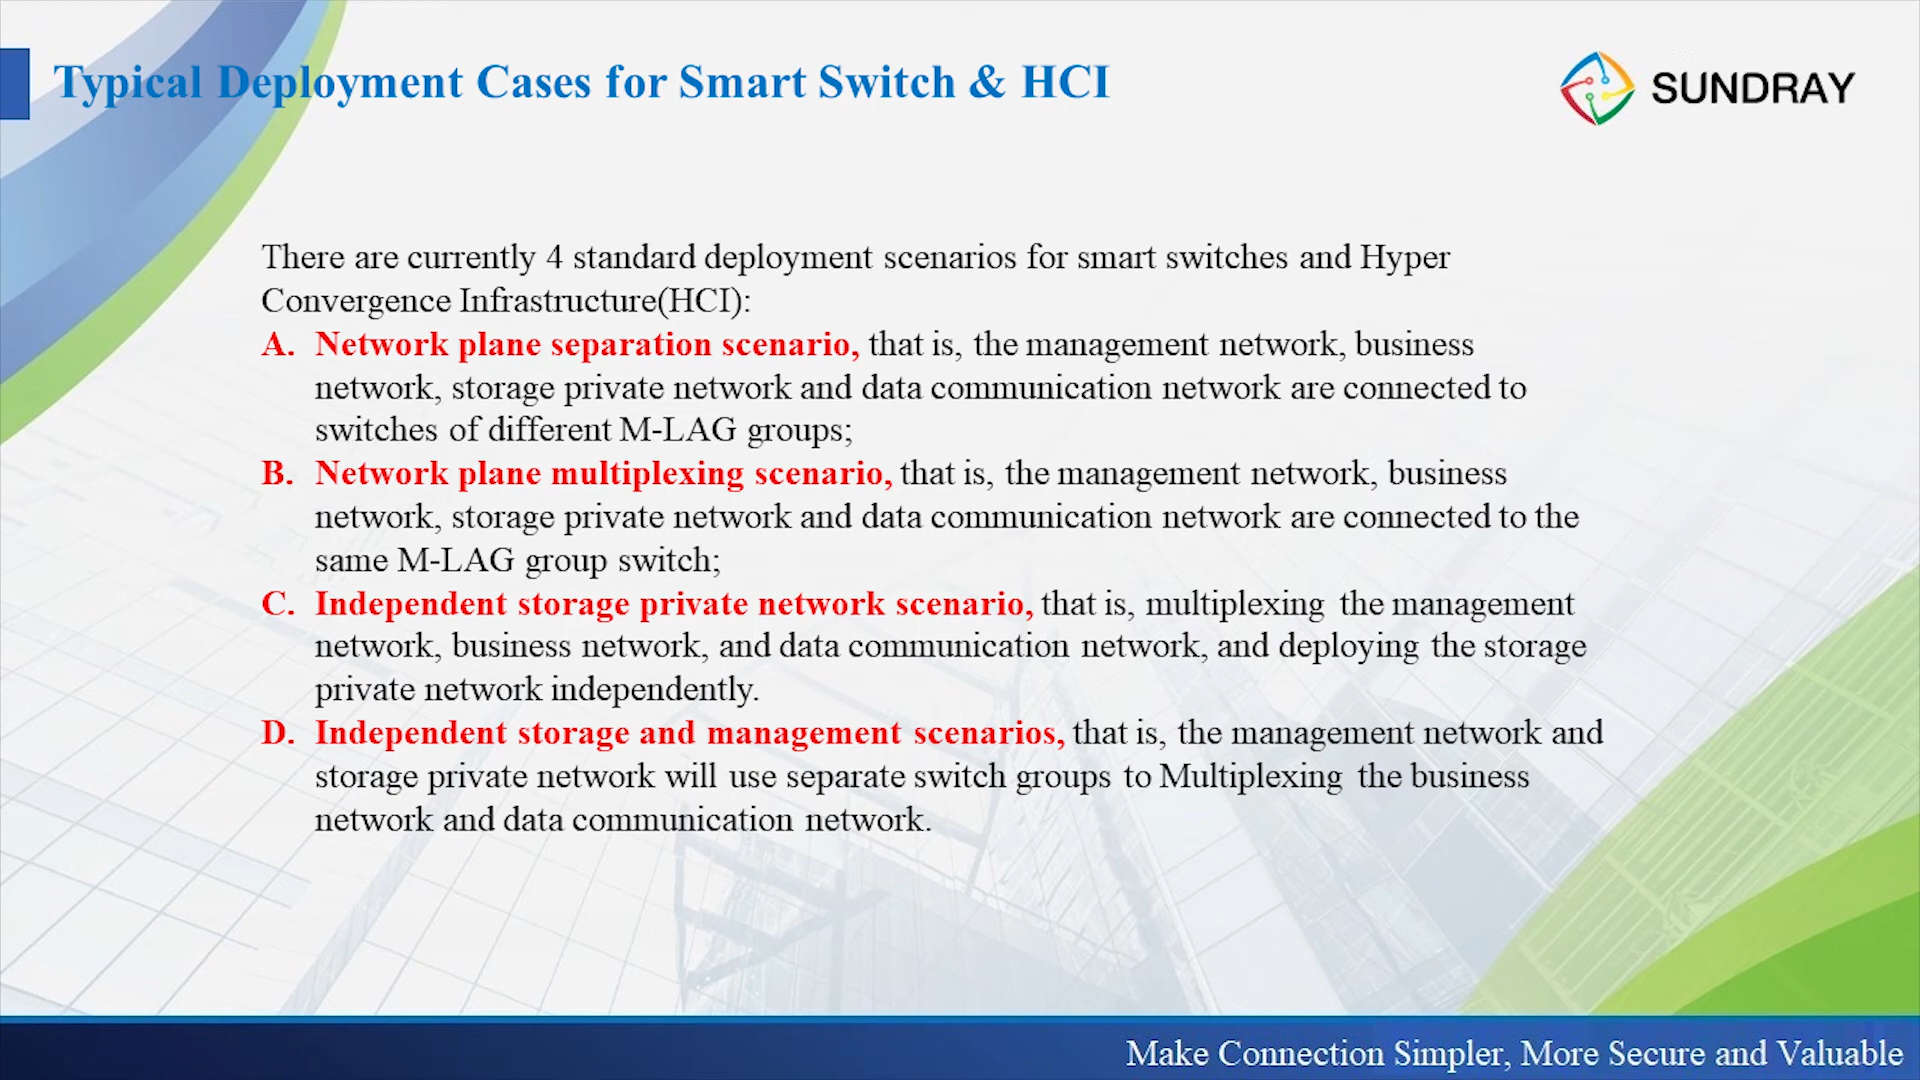 Typical Deployment Cases for Smart Switch & HCI
SUNDRAY
There are currently 4 standard deployment scenarios for smart switches and Hyper
Convergence Infrastructure(HCI):
A. Network plane separation scenario, that is, the management network, business
network, storage private network and data communication network are connected to
switches of different M-LAG groups;
B. Network plane multiplexing scenario, that is, the management network, business
network, storage private network and data communication network are connected to the
same M-LAG group switch;
C. Independent storage private network scenario, that is, multiplexing the management
network, business network, and data communication network, and deploying the storage
private network independently.
D. Independent storage and management scenarios, that is, the management network and
storage private network will use separate switch groups to Multiplexing the business
network and data communication network.
Make Connection Simpler, More Secure and Valuable